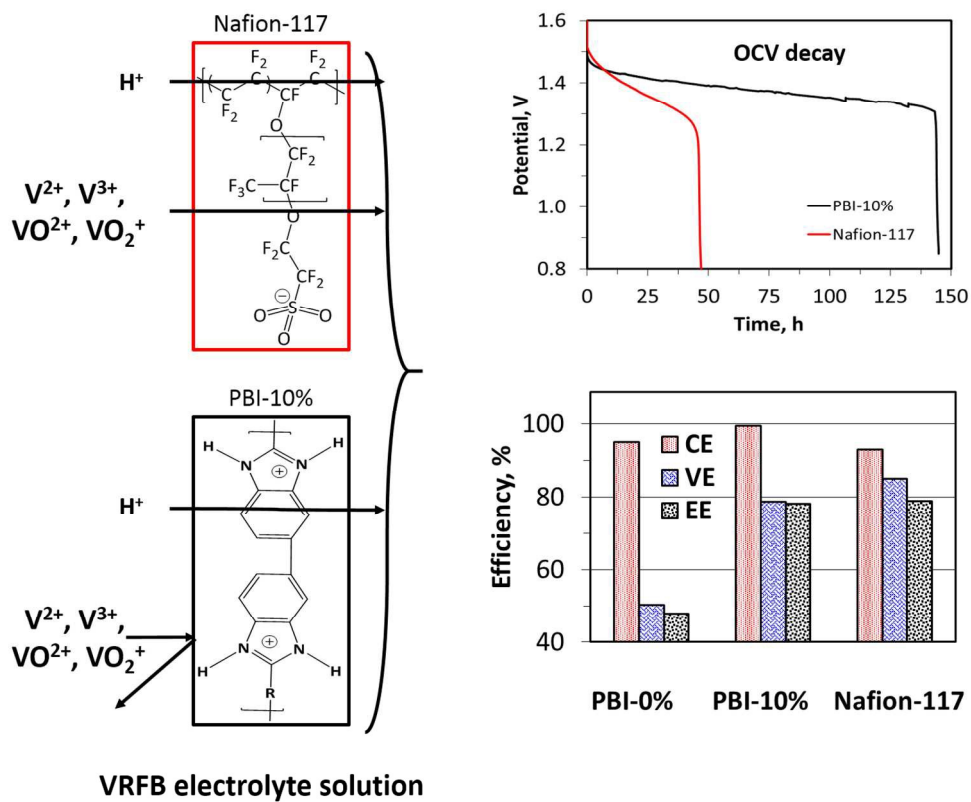 Nafion-117
H⁺
F₂
F₂
C
C
C
CF
C
F₂
F₂
O
CF₂
F₃C
CF
V²⁺, V³⁺,
VO²⁺, VO₂⁺
O
F₂C
CF₂
⊖
O
S
O
O
PBI-10%
H
N
N
H
⊕
H⁺
V²⁺, V³⁺,
VO²⁺, VO₂⁺
⊕
N
N
H
H
R
VRFB electrolyte solution
OCV decay
Potential, V
1.6
1.4
1.2
1.0
0.8
PBI-10%
Nafion-117
0
25
50
75
100
125
150
Time, h
Efficiency, %
100
80
60
40
CE
VE
EE
PBI-0%
PBI-10%
Nafion-117